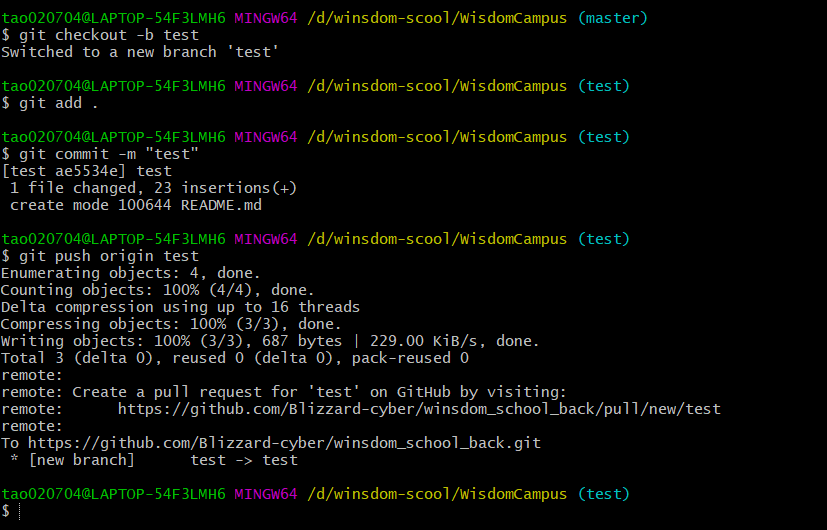 tao020704@LAPTOP-54F3LMH6 MINGW64 /d/winsdom-scool/WisdomCampus (master)
$ git checkout -b test
Switched to a new branch 'test'
tao020704@LAPTOP-54F3LMH6 MINGW64 /d/winsdom-scool/WisdomCampus (test)
$ git add .
tao020704@LAPTOP-54F3LMH6 MINGW64 /d/winsdom-scool/WisdomCampus (test)
$ git commit -m "test"
[test ae5534e] test
1 file changed, 23 insertions(+)
create mode 100644 README.md
tao020704@LAPTOP-54F3LMH6 MINGW64 /d/winsdom-scool/WisdomCampus (test)
$ git push origin test
Enumerating objects: 4, done.
Counting objects: 100% (4/4), done.
Delta compression using up to 16 threads
Compressing objects: 100% (3/3), done.
Writing objects: 100% (3/3), 687 bytes | 229.00 KiB/s, done.
Total 3 (delta 0), reused 0 (delta 0), pack-reused 0
remote:
remote: Create a pull request for 'test' on GitHub by visiting:
remote:      https://github.com/Blizzard-cyber/winsdom_school_back/pull/new/test
remote:
To https://github.com/Blizzard-cyber/winsdom_school_back.git
* [new branch]      test -> test
tao020704@LAPTOP-54F3LMH6 MINGW64 /d/winsdom-scool/WisdomCampus (test)
$